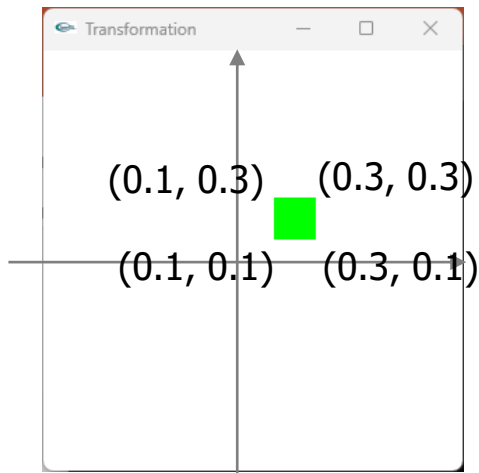 Transformation
(0.1, 0.3)
(0.3, 0.3)
(0.1, 0.1)
(0.3, 0.1)